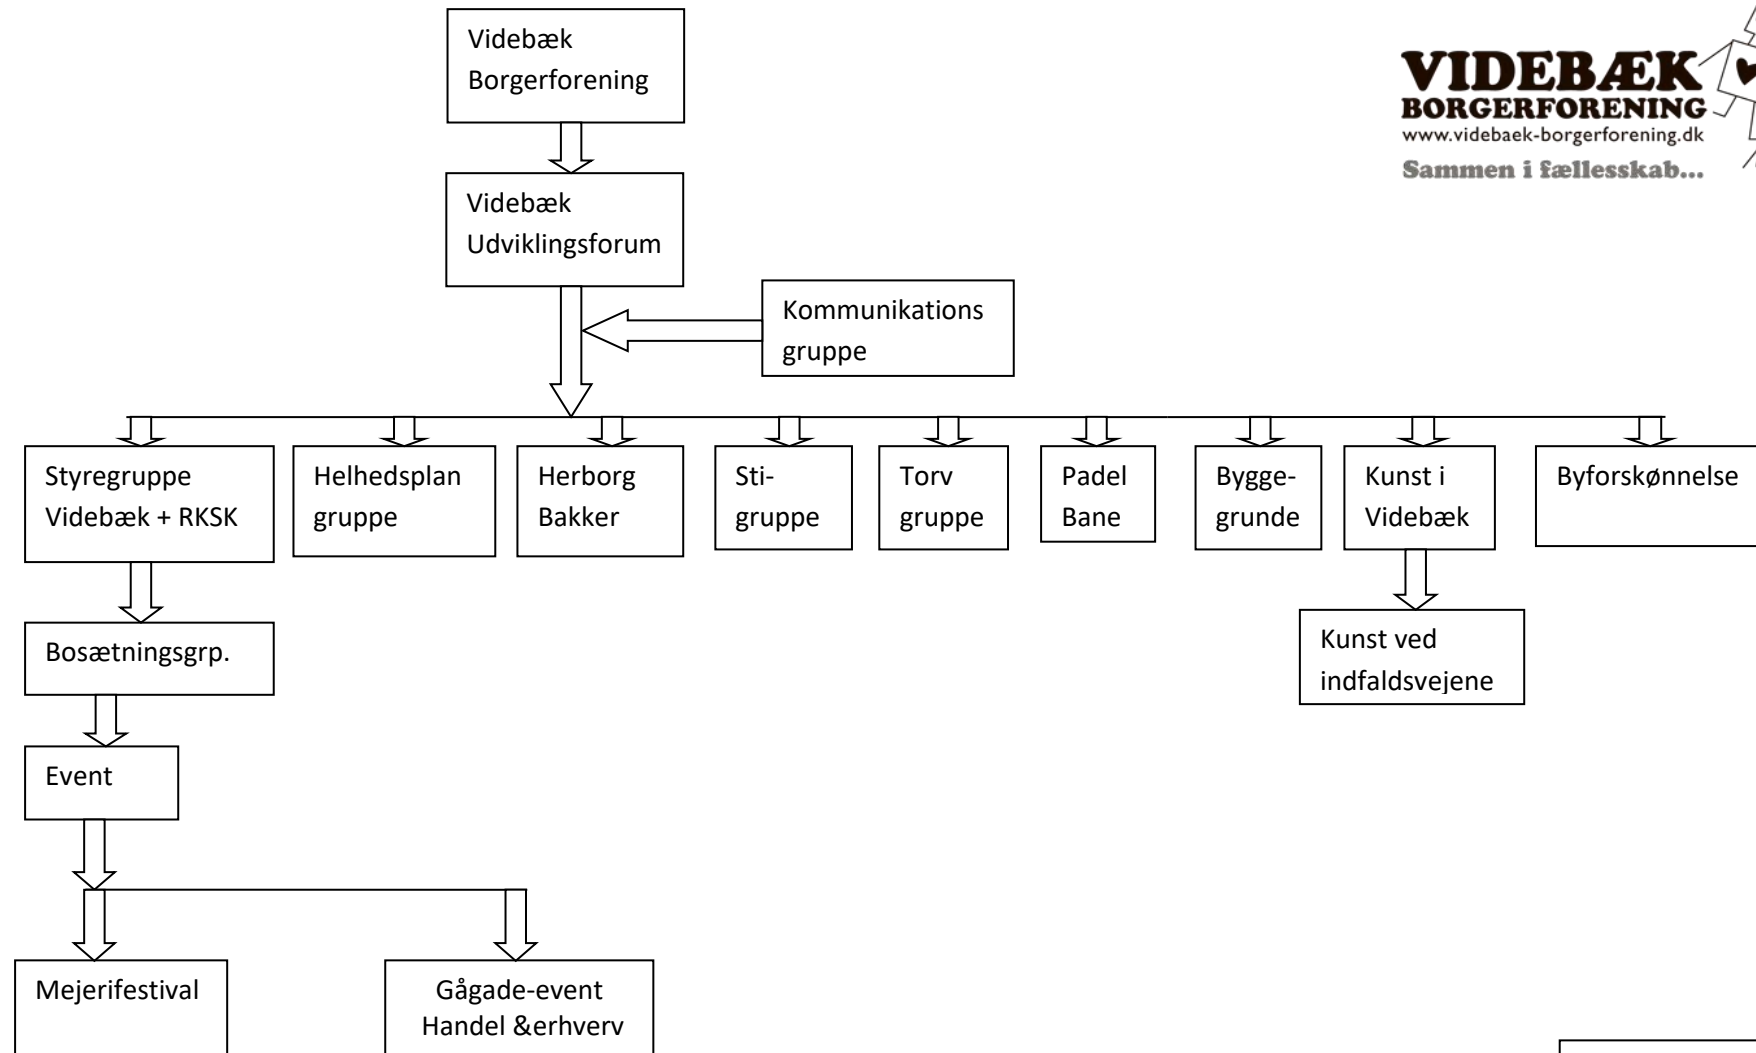 Videbæk
Borgerforening
VIDEBÆK
BORGERFORENING
www.videbaek-borgerforening.dk
Sammen i fællesskab...
Videbæk
Udviklingsforum
Kommunikations
gruppe
Styregruppe
Videbæk + RKSK
Helhedsplan
gruppe
Herborg
Bakker
Sti-
gruppe
Torv
gruppe
Padel
Bane
Bygge-
grunde
Kunst i
Videbæk
Byforskønnelse
Bosætningsgrp.
Kunst ved
indfaldsvejene
Event
Mejerifestival
Gågade-event
Handel &erhverv